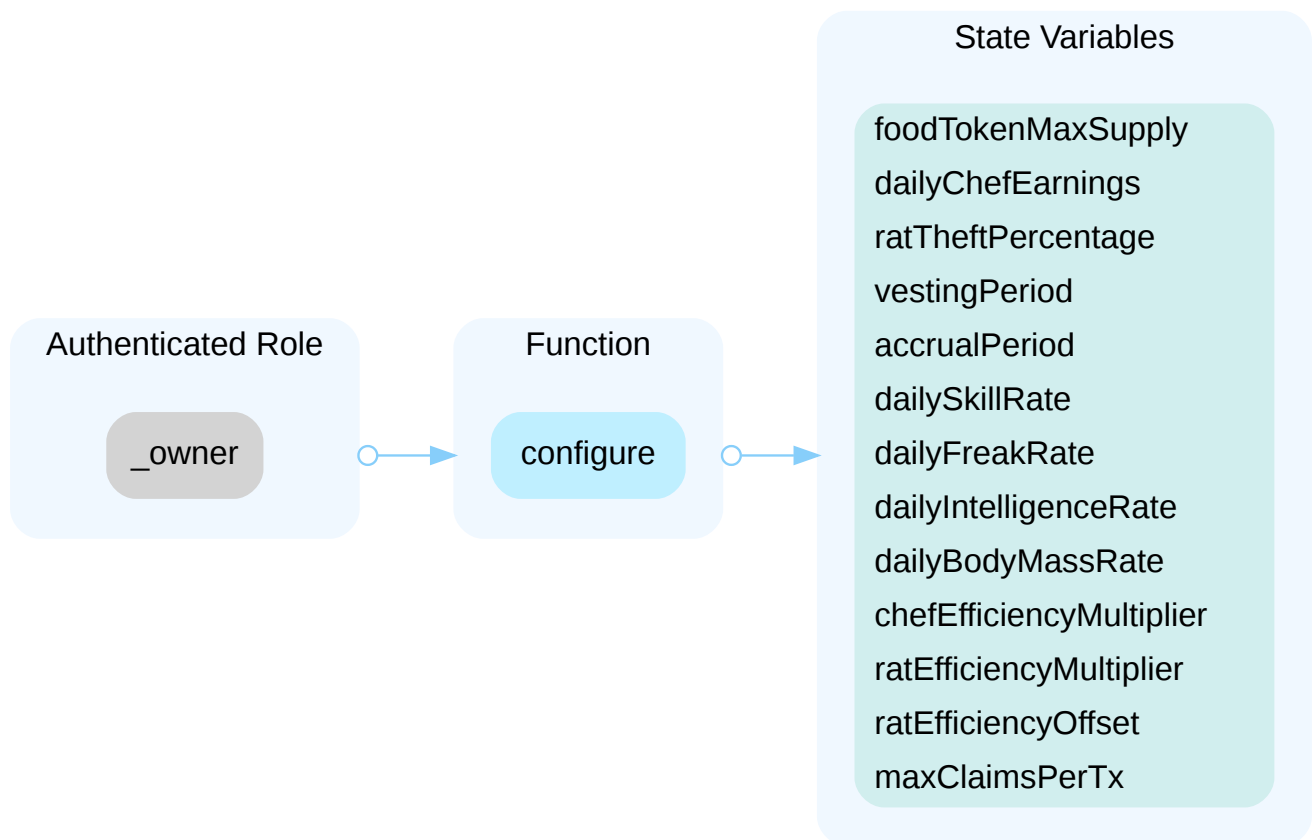 State Variables
foodTokenMaxSupply
dailyChefEarnings
ratTheftPercentage
vestingPeriod
Authenticated Role
Function
accrualPeriod
dailySkillRate
_owner
configure
dailyFreakRate
dailyIntelligenceRate
dailyBodyMassRate
chefEfficiencyMultiplier
ratEfficiencyMultiplier
ratEfficiencyOffset
maxClaimsPerTx